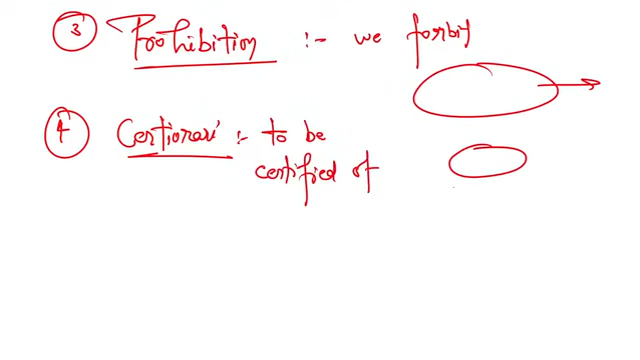 3 Prohibition :- we forbit
4 Certiorari :- to be
certified of